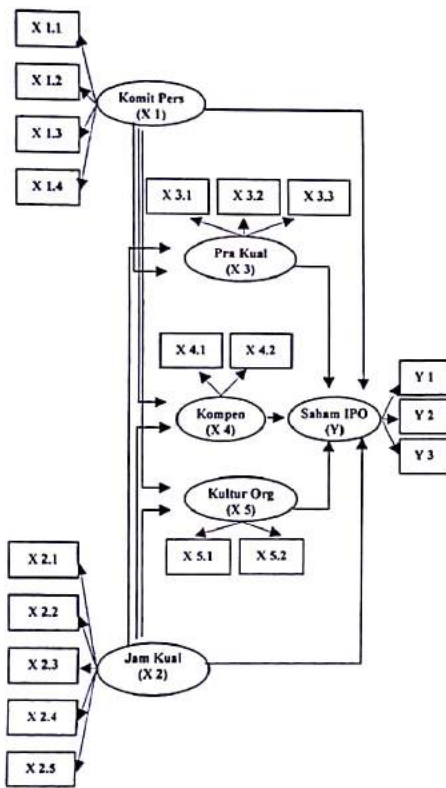 X 1.1
X 1.2
X 1.3
X 1.4
Komit Pers
(X 1)
X 3.1
X 3.2
X 3.3
Pra Kual
(X 3)
X 4.1
X 4.2
Kompen
(X 4)
Saham IPO
(Y)
Y 1
Y 2
Y 3
Kultur Org
(X 5)
X 5.1
X 5.2
X 2.1
X 2.2
X 2.3
X 2.4
X 2.5
Jam Kual
(X 2)